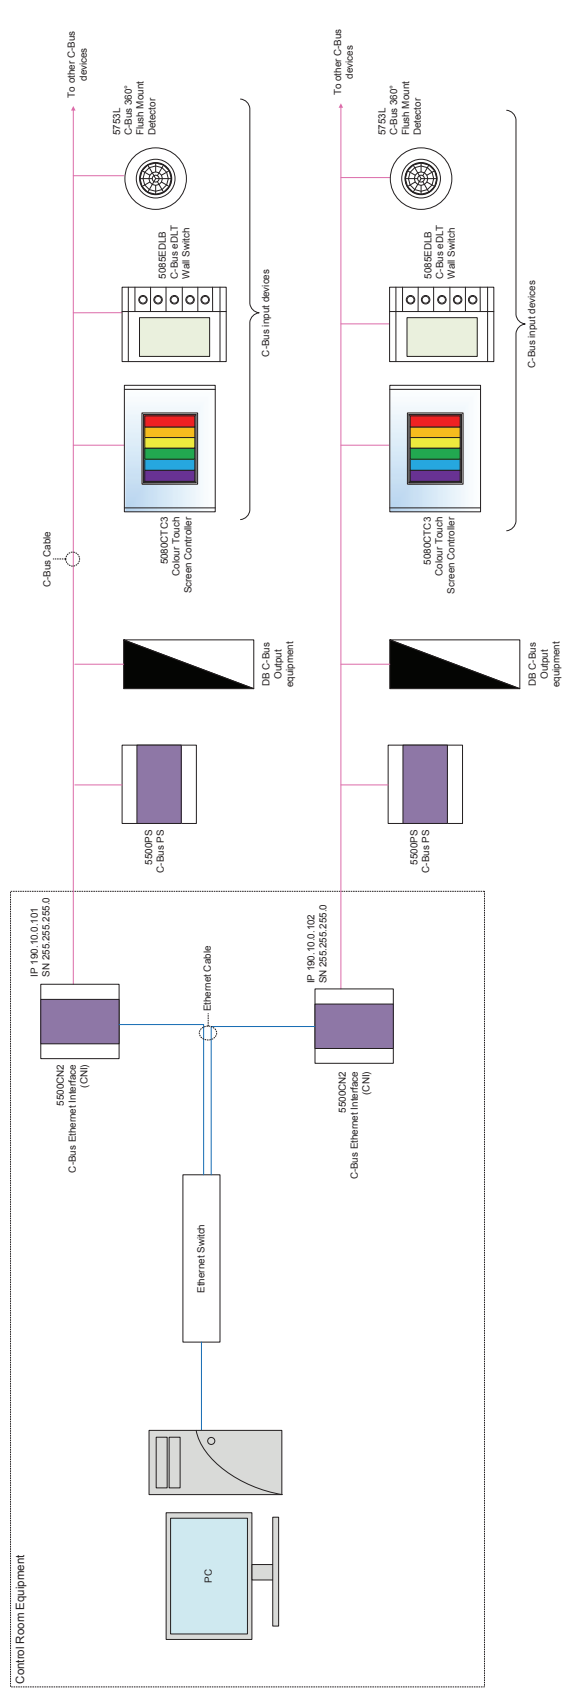 Control Room Equipment
PC
Ethernet Switch
Ethernet Cable
5500CN2
C-Bus Ethernet Interface
(CNI)
IP 190.10.0.101
SN 255.255.255.0
5500PS
C-Bus PS
DB C-Bus
Output
equipment
C-Bus Cable
5080CTC3
Colour Touch
Screen Controller
5085EDLB
C-Bus eDLT
Wall Switch
5753L
C-Bus 360°
Flush Mount
Detector
C-Bus input devices
To other C-Bus
devices
5500CN2
C-Bus Ethernet Interface
(CNI)
IP 190.10.0.102
SN 255.255.255.0
5500PS
C-Bus PS
DB C-Bus
Output
equipment
5080CTC3
Colour Touch
Screen Controller
5085EDLB
C-Bus eDLT
Wall Switch
5753L
C-Bus 360°
Flush Mount
Detector
C-Bus input devices
To other C-Bus
devices